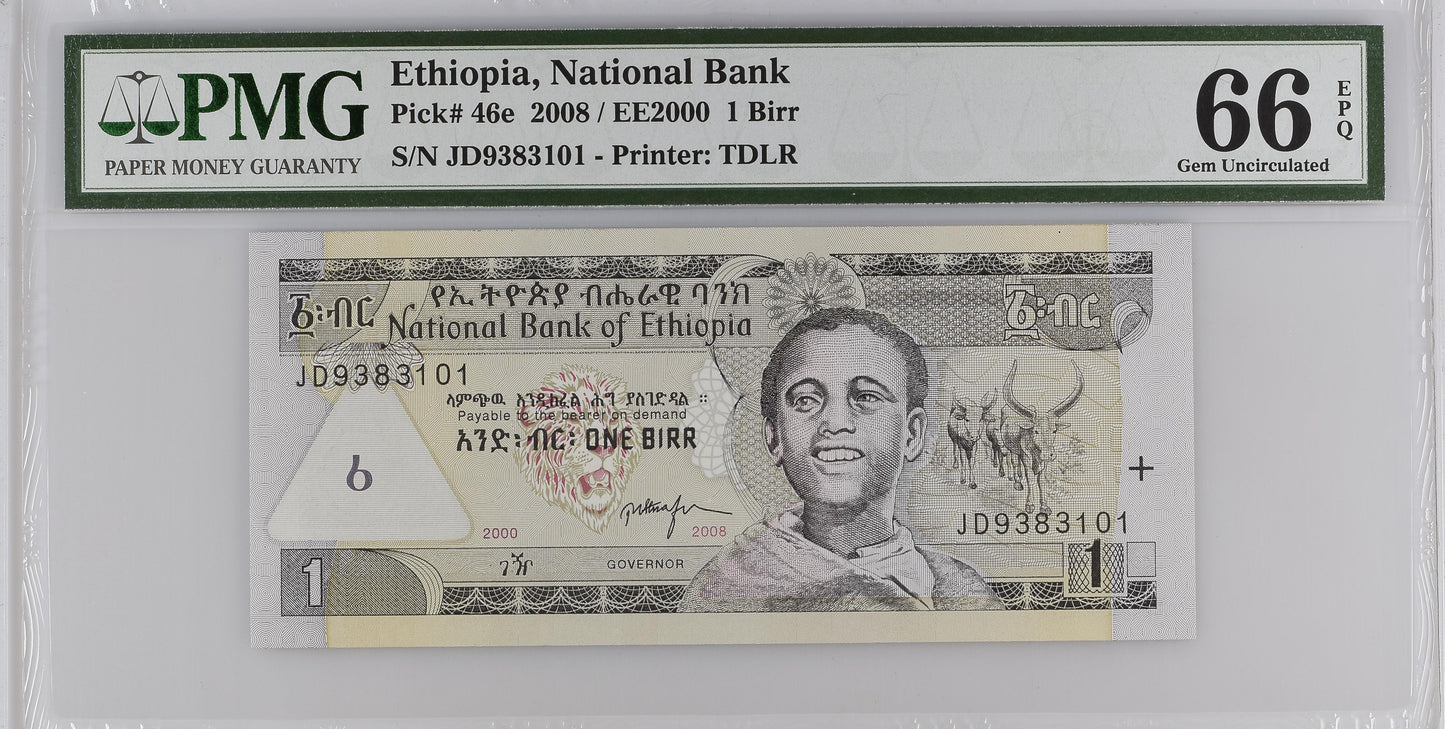 PMG
PAPER MONEY GUARANTY
Ethiopia, National Bank
Pick# 46e 2008 / EE2000 1 Birr
S/N JD9383101 - Printer: TDLR
66
EPQ
Gem Uncirculated
፩፡ብር
የኢትዮጵያ ብሔራዊ ባንክ
National Bank of Ethiopia
፩፡ብር
JD9383101
ላምጭዉ እንዲከፈል ሕግ ያስገድዳል ።
Payable to the bearer on demand
አንድ፡ ብር፡ ONE BIRR
2000
2008
JD9383101
1
ገዥ
GOVERNOR
1